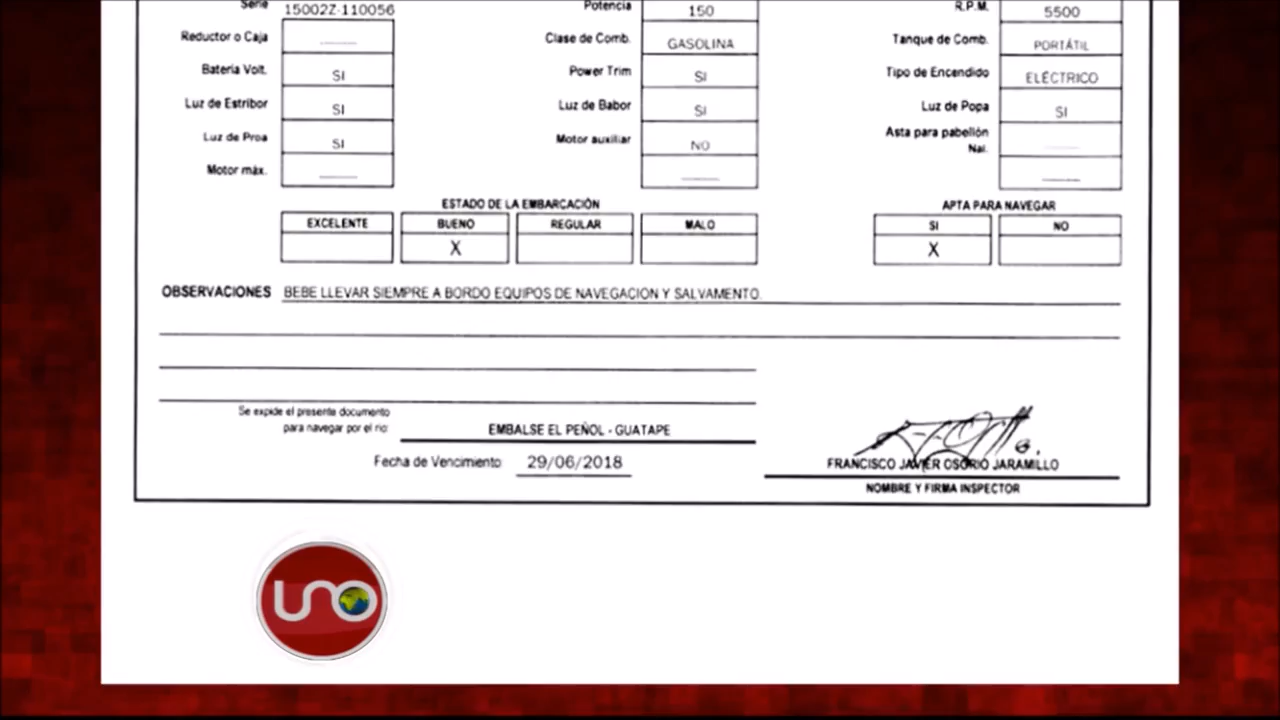 Serie 15002Z-110056 Potencia 150 R.P.M. 5500
Reductor o Caja Clase de Comb. GASOLINA Tanque de Comb. PORTÁTIL
Bateria Volt. SI Power Trim SI Tipo de Encendido ELÉCTRICO
Luz de Estribor SI Luz de Babor SI Luz de Popa SI
Luz de Proa SI Motor auxiliar NO Asta para pabellón
Nal.
Motor máx.
ESTADO DE LA EMBARCACIÓN APTA PARA NAVEGAR
EXCELENTE BUENO REGULAR MALO SI NO
X X
OBSERVACIONES BEBE LLEVAR SIEMPRE A BORDO EQUIPOS DE NAVEGACION Y SALVAMENTO.
Se expide el presente documento
para navegar por el rio: EMBALSE EL PEÑOL - GUATAPE
Fecha de Vencimiento 29/06/2018
FRANCISCO JAVIER OSORIO JARAMILLO
NOMBRE Y FIRMA INSPECTOR
UNO